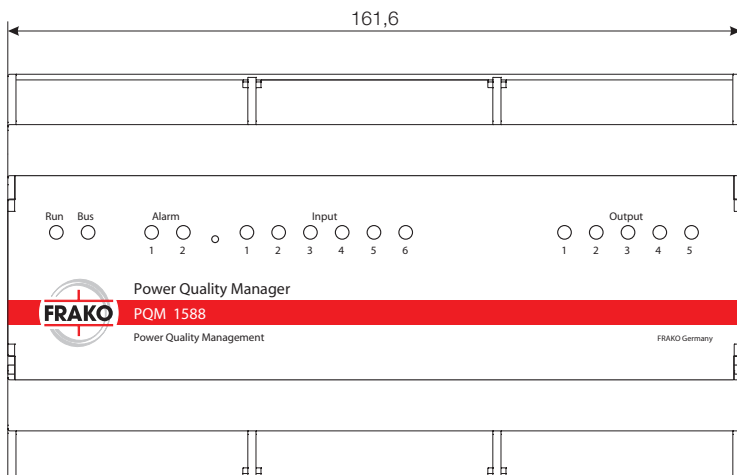 161,6
Run Bus Alarm Input Output
1 2 1 2 3 4 5 6 1 2 3 4 5
Power Quality Manager
FRAKO PQM 1588
Power Quality Management FRAKO Germany